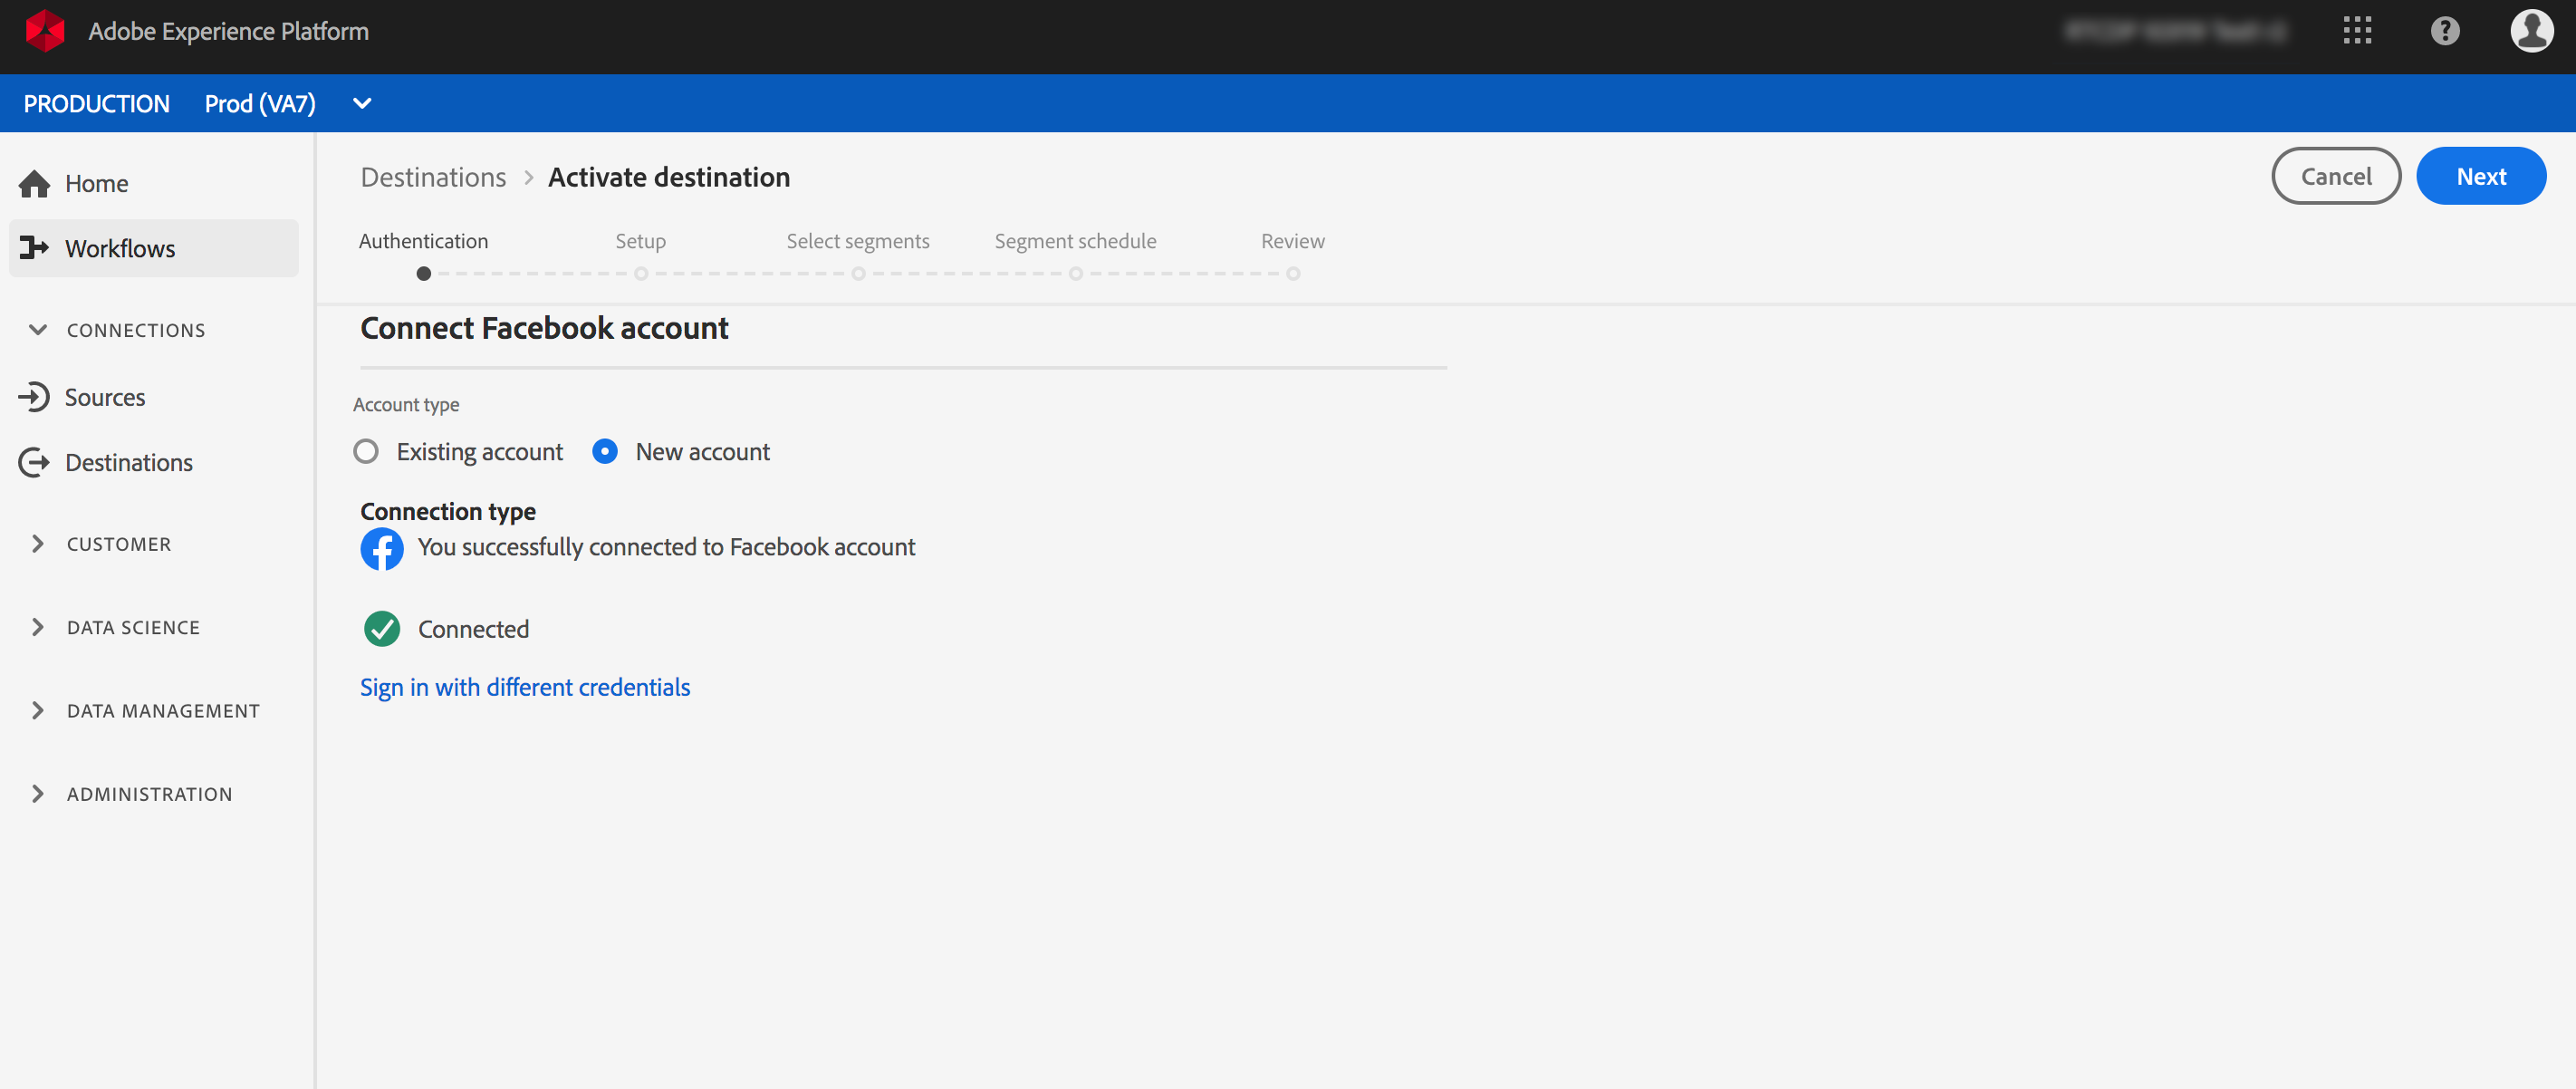 Adobe Experience Platform
PRODUCTION Prod (VA7)
Home
Workflows
CONNECTIONS
Sources
Destinations
CUSTOMER
DATA SCIENCE
DATA MANAGEMENT
ADMINISTRATION
Destinations > Activate destination
Cancel Next
Authentication Setup Select segments Segment schedule Review
Connect Facebook account
Account type
Existing account New account
Connection type
You successfully connected to Facebook account
Connected
Sign in with different credentials